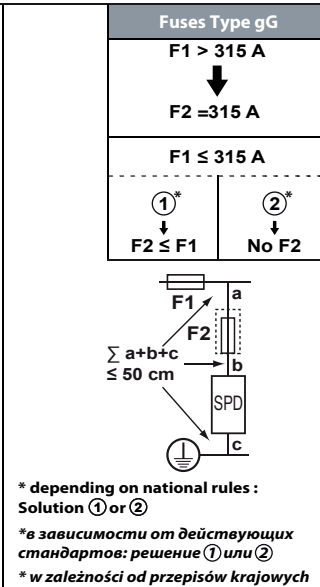 Fuses Type gG
F1 > 315 A
F2 =315 A
F1 ≤ 315 A
①* ②*
F2 ≤ F1 No F2
F1
a
F2
∑ a+b+c
≤ 50 cm
b
SPD
c
* depending on national rules :
Solution ① or ②
*в зависимости от действующих
стандартов: решение ① или ②
* w zależności od przepisów krajowych